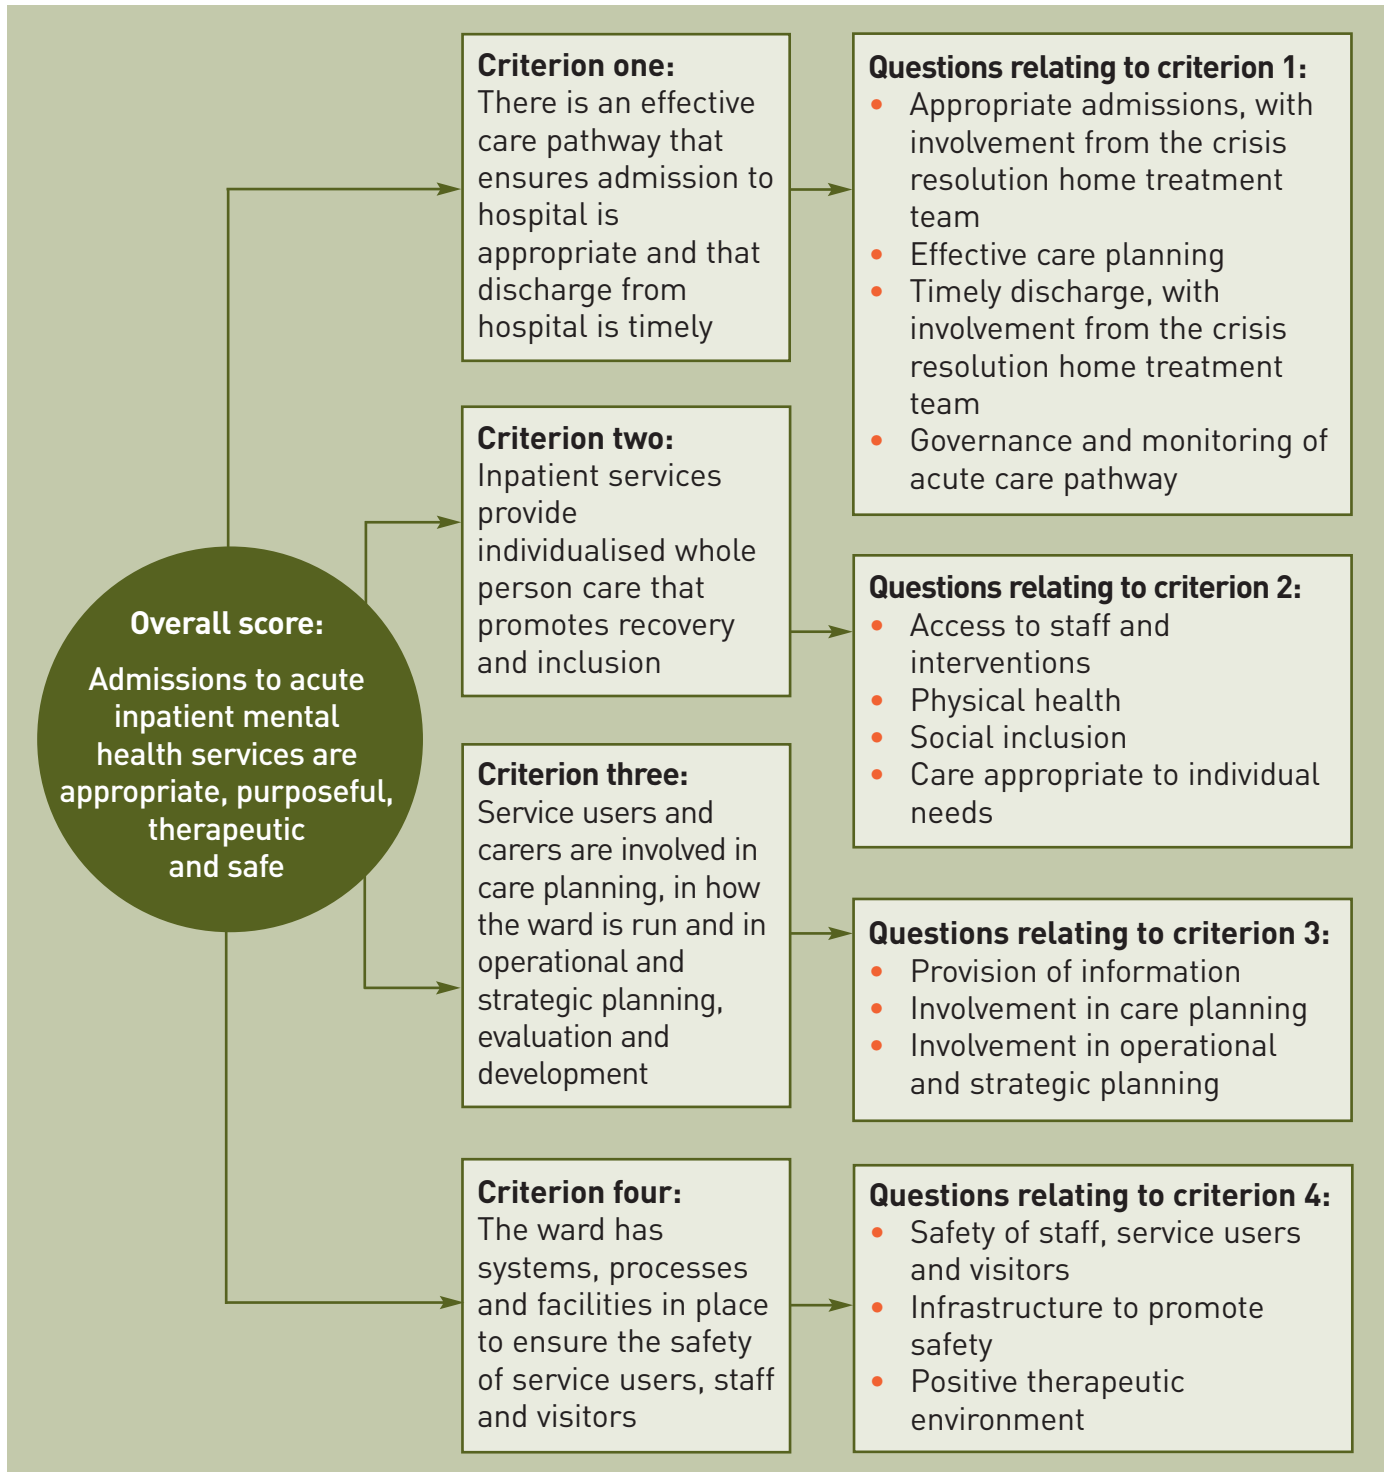 Overall score:
Admissions to acute
inpatient mental
health services are
appropriate, purposeful,
therapeutic
and safe
Criterion one:
There is an effective
care pathway that
ensures admission to
hospital is
appropriate and that
discharge from
hospital is timely
Questions relating to criterion 1:
• Appropriate admissions, with
involvement from the crisis
resolution home treatment
team
• Effective care planning
• Timely discharge, with
involvement from the crisis
resolution home treatment
team
• Governance and monitoring of
acute care pathway
Criterion two:
Inpatient services
provide
individualised whole
person care that
promotes recovery
and inclusion
Questions relating to criterion 2:
• Access to staff and
interventions
• Physical health
• Social inclusion
• Care appropriate to individual
needs
Criterion three:
Service users and
carers are involved in
care planning, in how
the ward is run and in
operational and
strategic planning,
evaluation and
development
Questions relating to criterion 3:
• Provision of information
• Involvement in care planning
• Involvement in operational
and strategic planning
Criterion four:
The ward has
systems, processes
and facilities in place
to ensure the safety
of service users, staff
and visitors
Questions relating to criterion 4:
• Safety of staff, service users
and visitors
• Infrastructure to promote
safety
• Positive therapeutic
environment